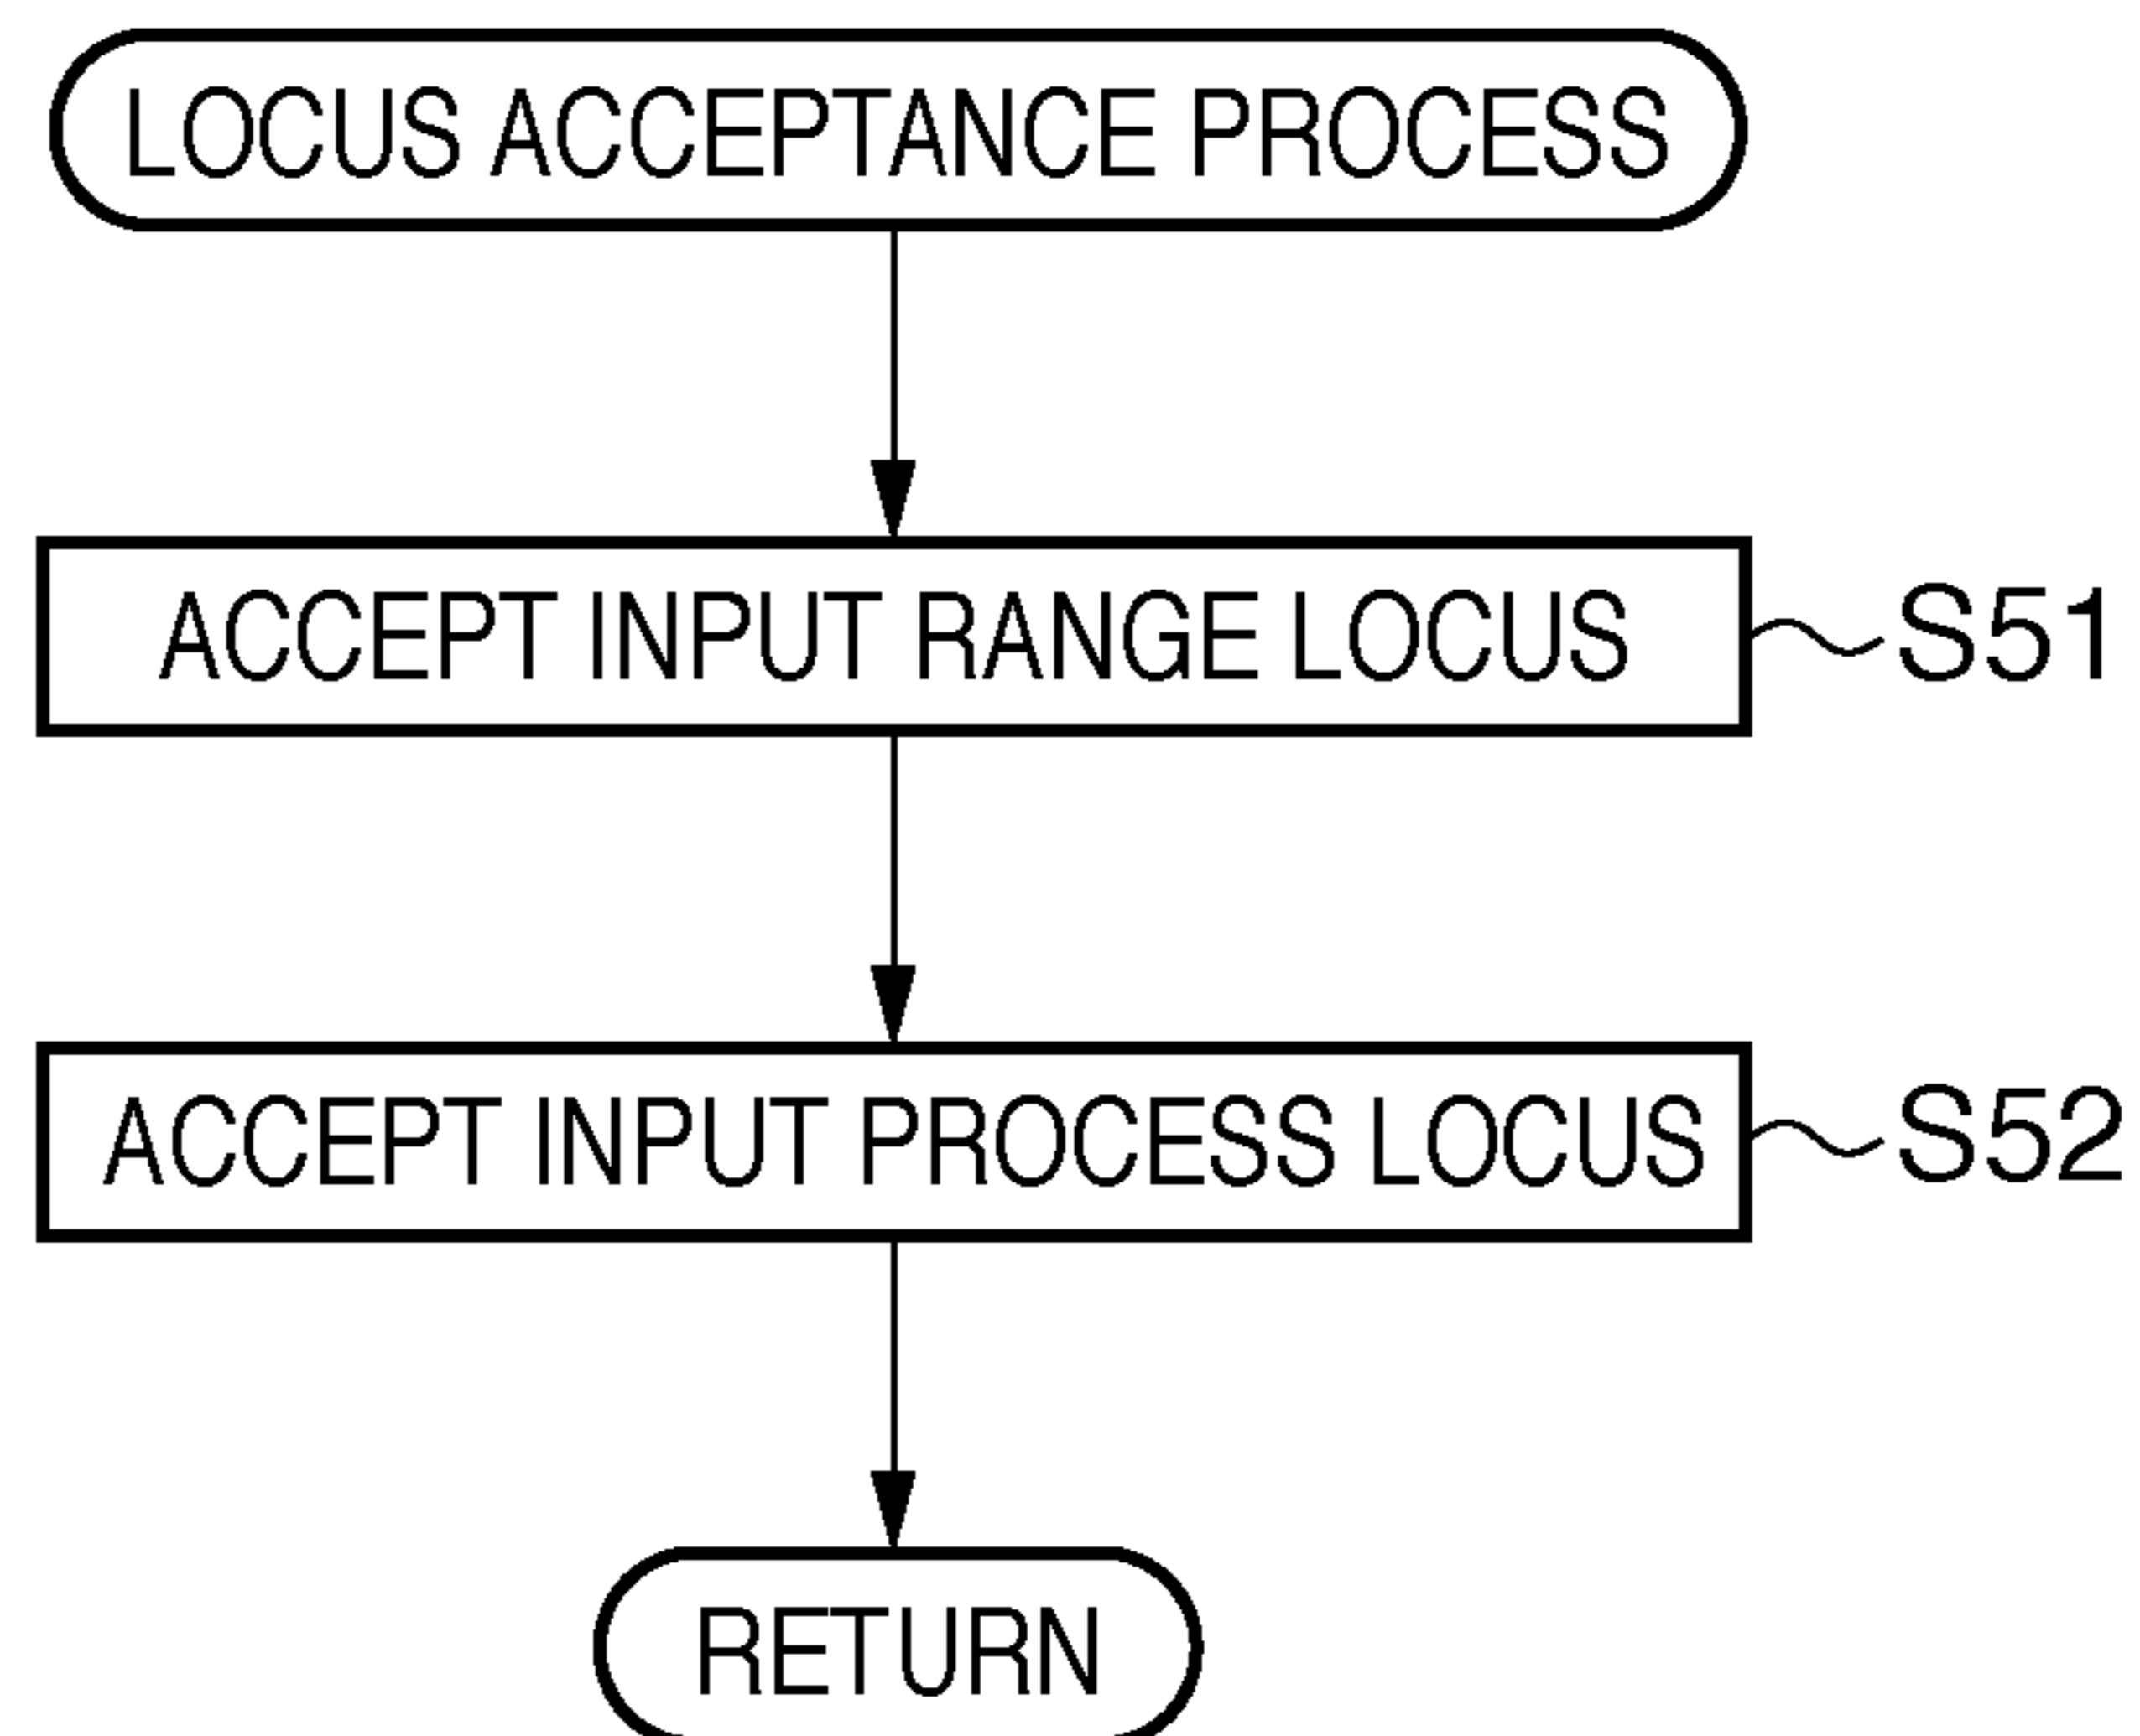 LOCUS ACCEPTANCE PROCESS
ACCEPT INPUT RANGE LOCUS
S51
ACCEPT INPUT PROCESS LOCUS
S52
RETURN